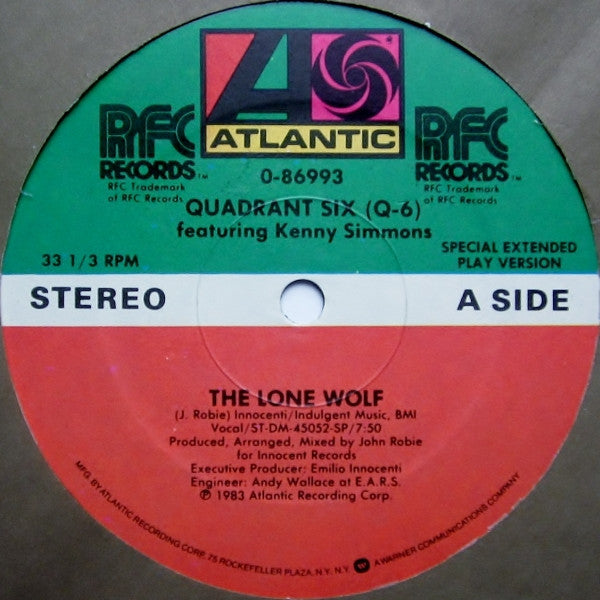 ATLANTIC
RFC
RECORDS™
RFC Trademark
of RFC Records
RFC
RECORDS™
RFC Trademark
of RFC Records
0-86993
QUADRANT SIX (Q-6)
featuring Kenny Simmons
33 1/3 RPM
SPECIAL EXTENDED
PLAY VERSION
STEREO
A SIDE
THE LONE WOLF
(J. Robie) Innocenti/Indulgent Music, BMI
Vocal/ST-DM-45052-SP/7:50
Produced, Arranged, Mixed by John Robie
for Innocent Records
Executive Producer: Emilio Innocenti
Engineer: Andy Wallace at E.A.R.S.
℗ 1983 Atlantic Recording Corp.
MFG. BY ATLANTIC RECORDING CORP. 75 ROCKEFELLER PLAZA, N.Y. N.Y. A WARNER COMMUNICATIONS COMPANY